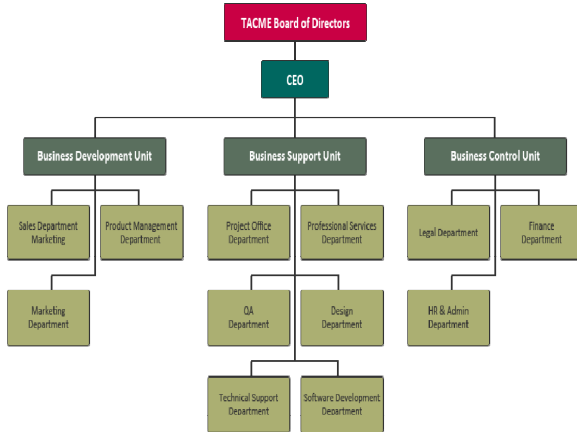 TACME Board of Directors
CEO
Business Development Unit
Business Support Unit
Business Control Unit
Sales Department
Marketing
Product Management
Department
Project Office
Department
Professional Services
Department
Legal Department
Finance
Department
Marketing
Department
QA
Department
Design
Department
HR & Admin
Department
Technical Support
Department
Software Development
Department